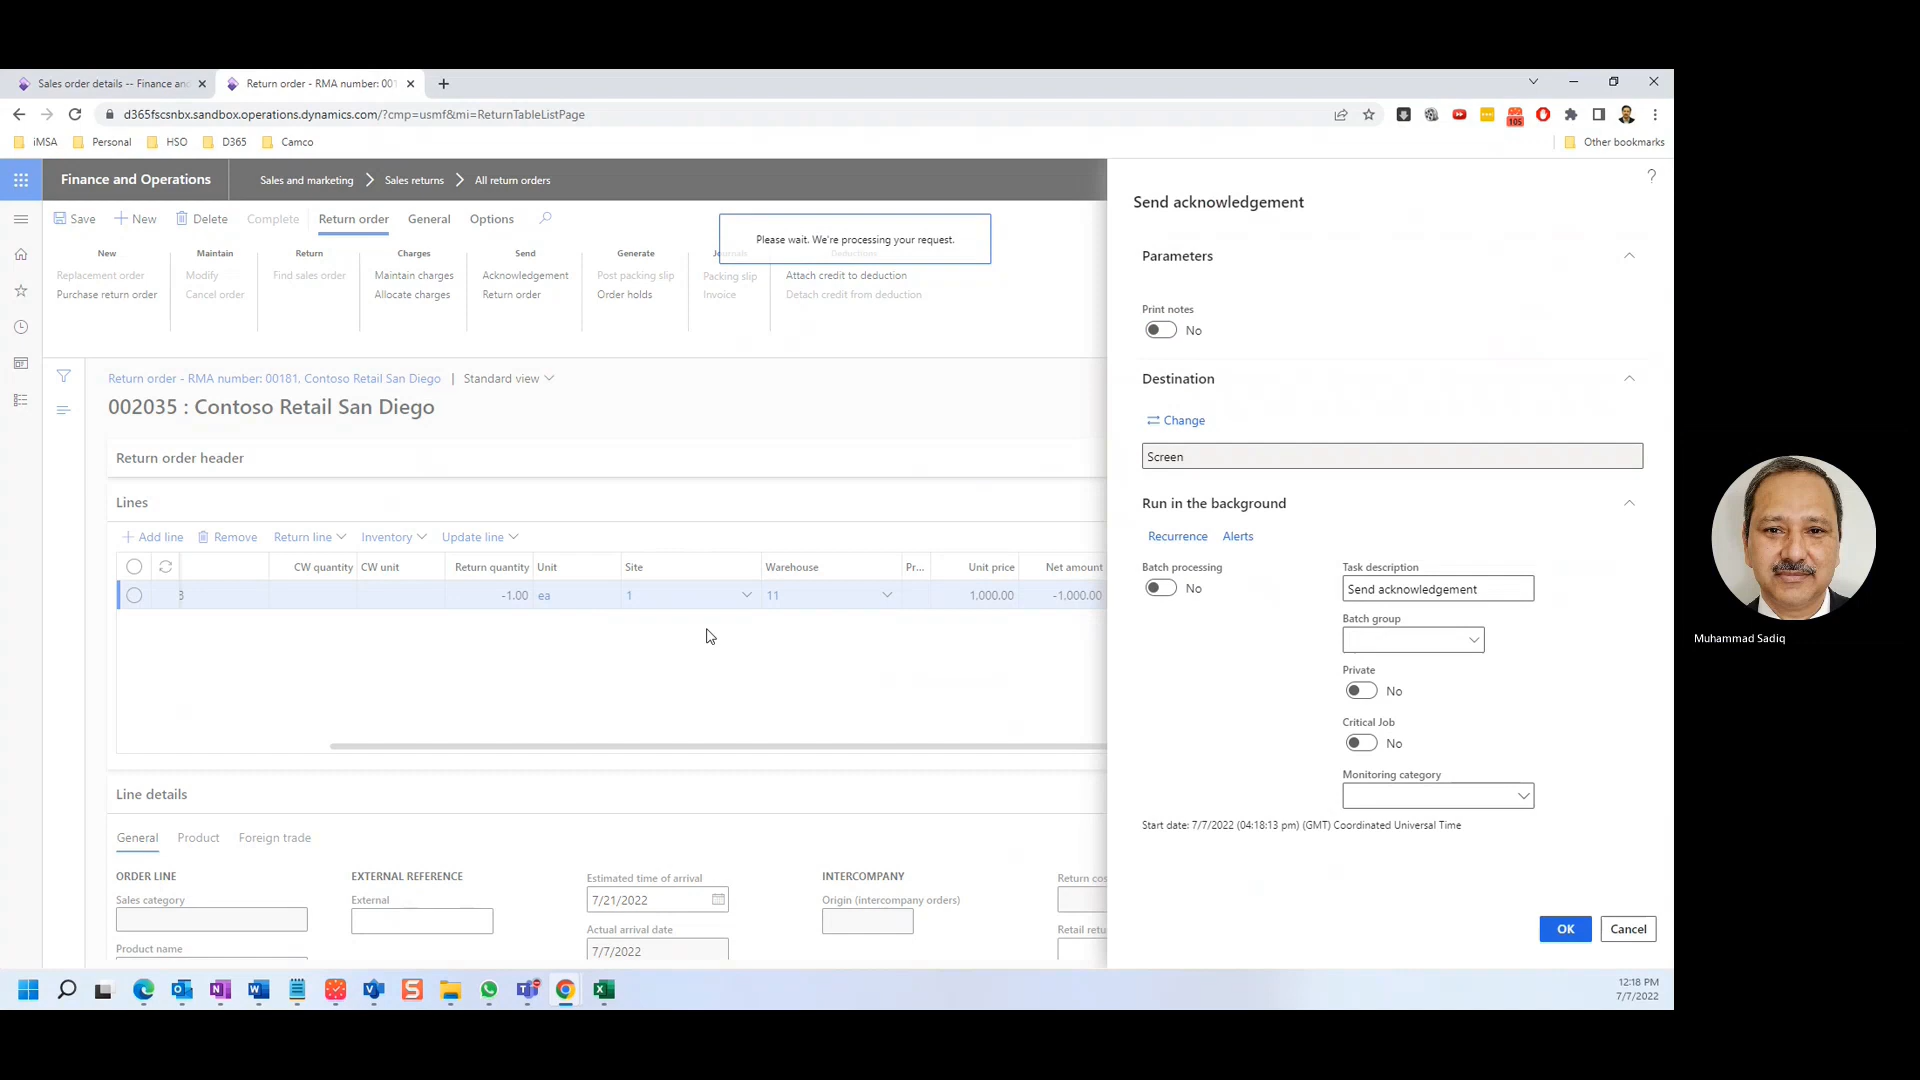 Sales order details -- Finance and
Return order - RMA number: 001
d365fscsnbx.sandbox.operations.dynamics.com/?cmp=usmf&mi=ReturnTableListPage
105
iMSA
Personal
HSO
D365
Camco
Other bookmarks
Finance and Operations
Sales and marketing
Sales returns
All return orders
?
Save
New
Delete
Complete
Return order
General
Options
Please wait. We're processing your request.
New
Replacement order
Purchase return order
Maintain
Modify
Cancel order
Return
Find sales order
Charges
Maintain charges
Allocate charges
Send
Acknowledgement
Return order
Generate
Post packing slip
Order holds
Journals
Packing slip
Invoice
Deductions
Attach credit to deduction
Detach credit from deduction
Return order - RMA number: 00181, Contoso Retail San Diego | Standard view
002035 : Contoso Retail San Diego
Return order header
Lines
Add line
Remove
Return line
Inventory
Update line
CW quantity
CW unit
Return quantity
Unit
Site
Warehouse
Pr...
Unit price
Net amount
-1.00
ea
1
11
1,000.00
-1,000.00
Line details
General
Product
Foreign trade
ORDER LINE
Sales category
Product name
EXTERNAL REFERENCE
External
Estimated time of arrival
7/21/2022
Actual arrival date
7/7/2022
INTERCOMPANY
Origin (intercompany orders)
Return cos
Retail retu
Send acknowledgement
Parameters
Print notes
No
Destination
Change
Screen
Run in the background
Recurrence
Alerts
Batch processing
No
Task description
Send acknowledgement
Batch group
Private
No
Critical Job
No
Monitoring category
Start date: 7/7/2022 (04:18:13 pm) (GMT) Coordinated Universal Time
OK
Cancel
12:18 PM
7/7/2022
Muhammad Sadiq